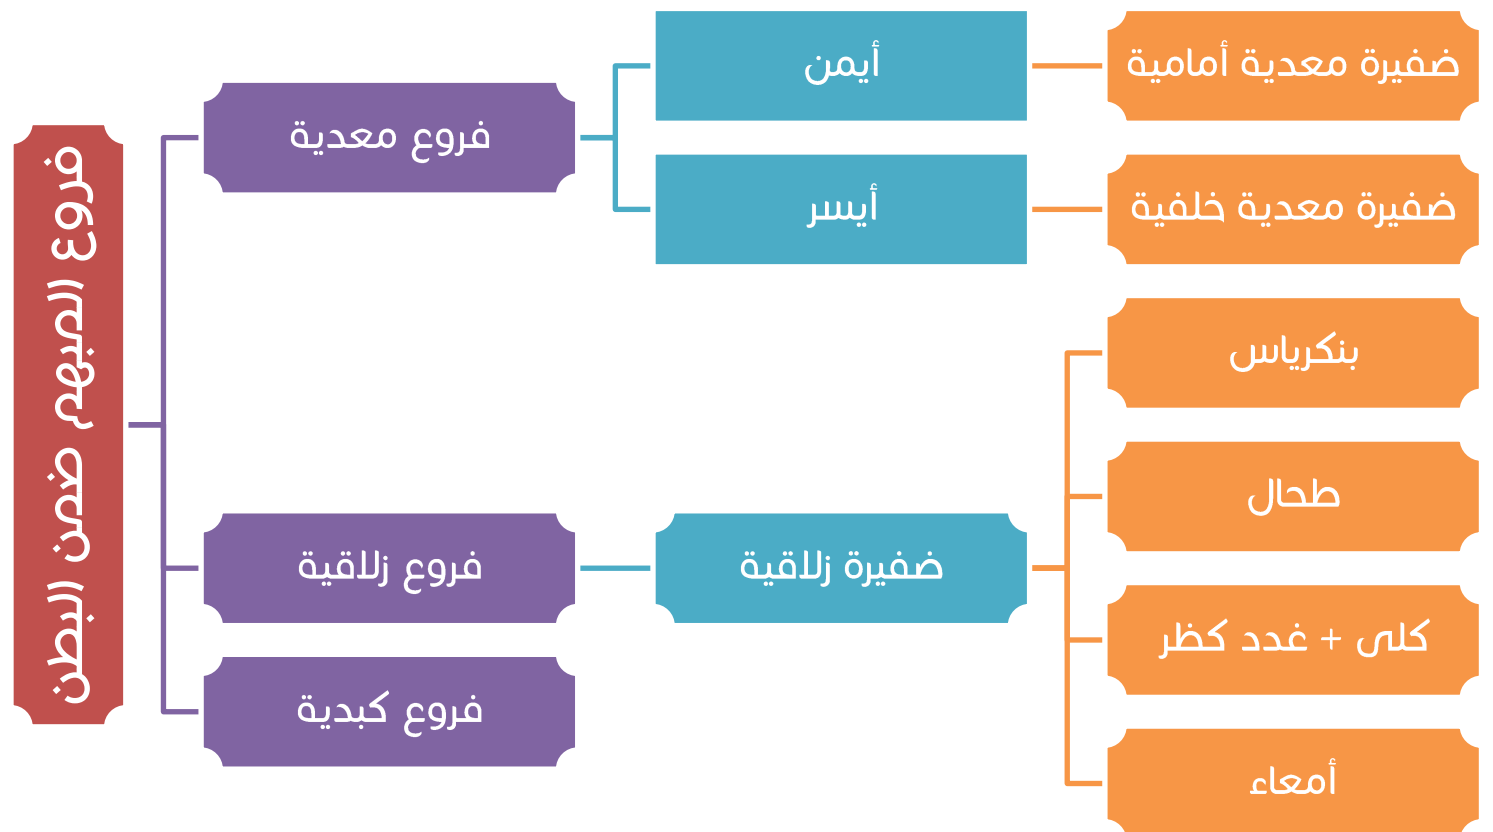 فروع المبهم ضمن البطن
فروع معدية
أيمن
ضفيرة معدية أمامية
أيسر
ضفيرة معدية خلفية
فروع زلاقية
ضفيرة زلاقية
بنكرياس
طحال
كلى + غدد كظر
أمعاء
فروع كبدية